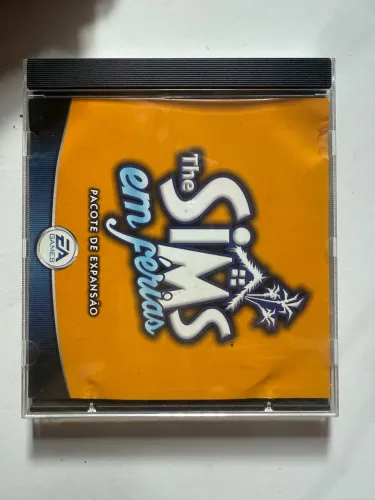 The
SiMS
em férias
PACOTE DE EXPANSÃO
EA
GAMES